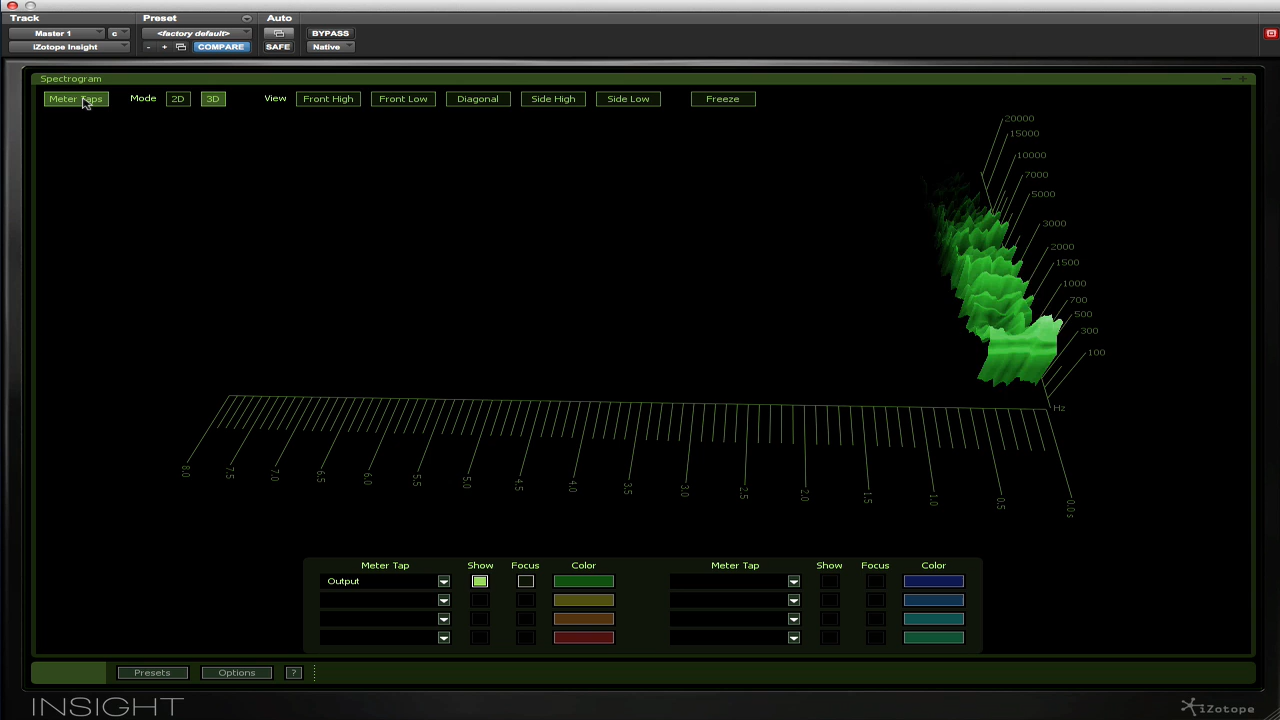 Track Preset Auto
Master 1 c <factory default> BYPASS
iZotope Insight - + COMPARE SAFE Native
Spectrogram
Meter Taps Mode 2D 3D View Front High Front Low Diagonal Side High Side Low Freeze
20000
15000
10000
7000
5000
3000
2000
1500
1000
700
500
300
100
Hz
8.0 7.5 7.0 6.5 6.0 5.5 5.0 4.5 4.0 3.5 3.0 2.5 2.0 1.5 1.0 0.5 0.0 s
Meter Tap Show Focus Color Meter Tap Show Focus Color
Output
Presets Options ?
INSIGHT iZotope